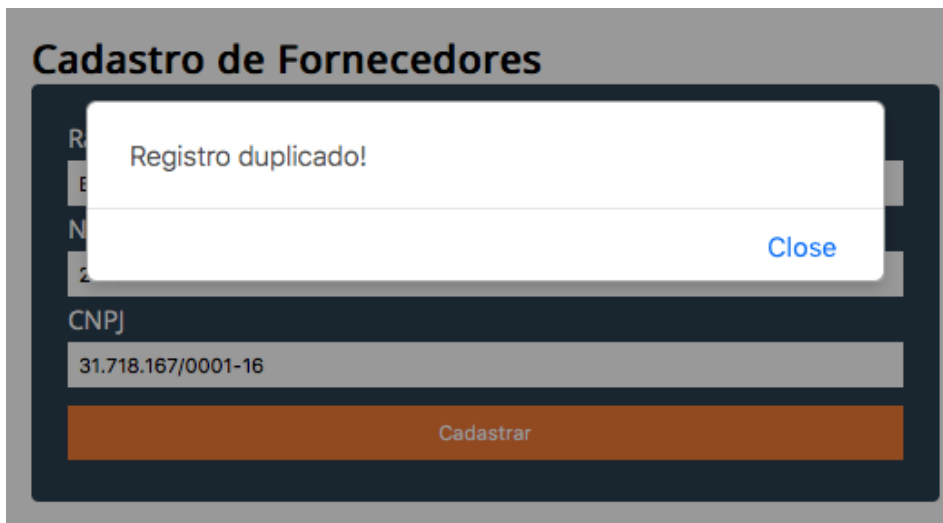 Cadastro de Fornecedores
Registro duplicado!
Close
CNPJ
31.718.167/0001-16
Cadastrar